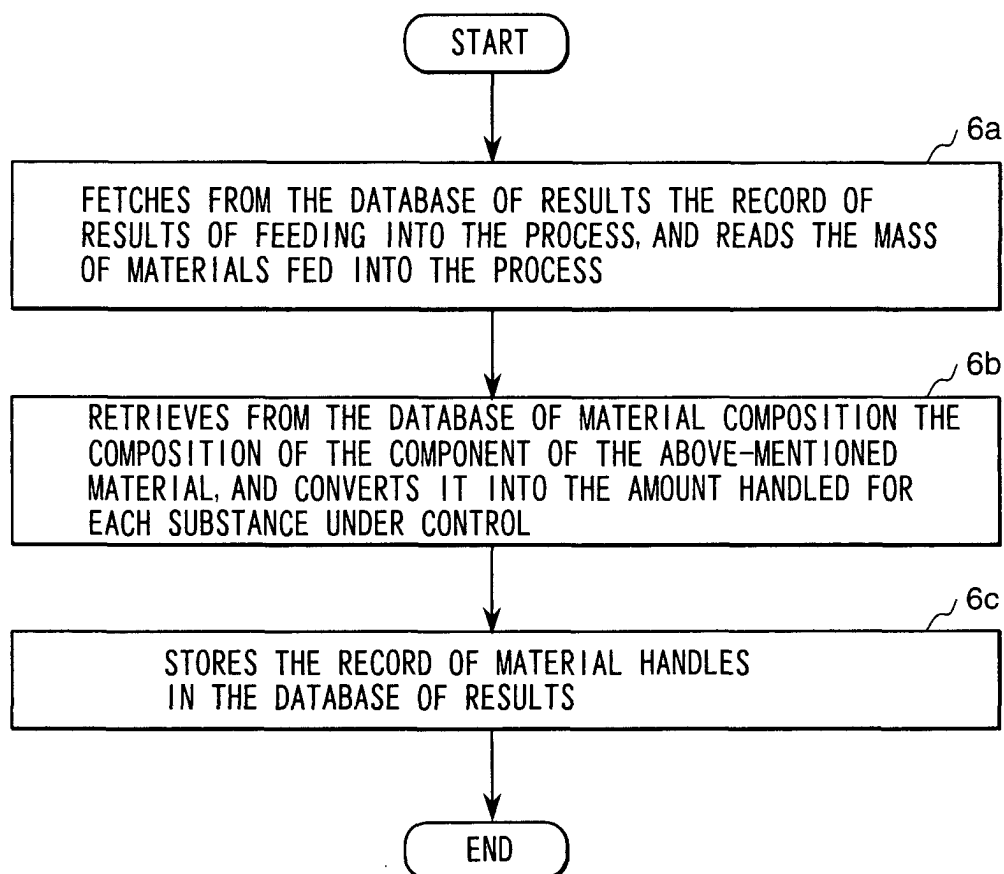 START
6a
FETCHES FROM THE DATABASE OF RESULTS THE RECORD OF
RESULTS OF FEEDING INTO THE PROCESS, AND READS THE MASS
OF MATERIALS FED INTO THE PROCESS
6b
RETRIEVES FROM THE DATABASE OF MATERIAL COMPOSITION THE
COMPOSITION OF THE COMPONENT OF THE ABOVE-MENTIONED
MATERIAL, AND CONVERTS IT INTO THE AMOUNT HANDLED FOR
EACH SUBSTANCE UNDER CONTROL
6c
STORES THE RECORD OF MATERIAL HANDLES
IN THE DATABASE OF RESULTS
END